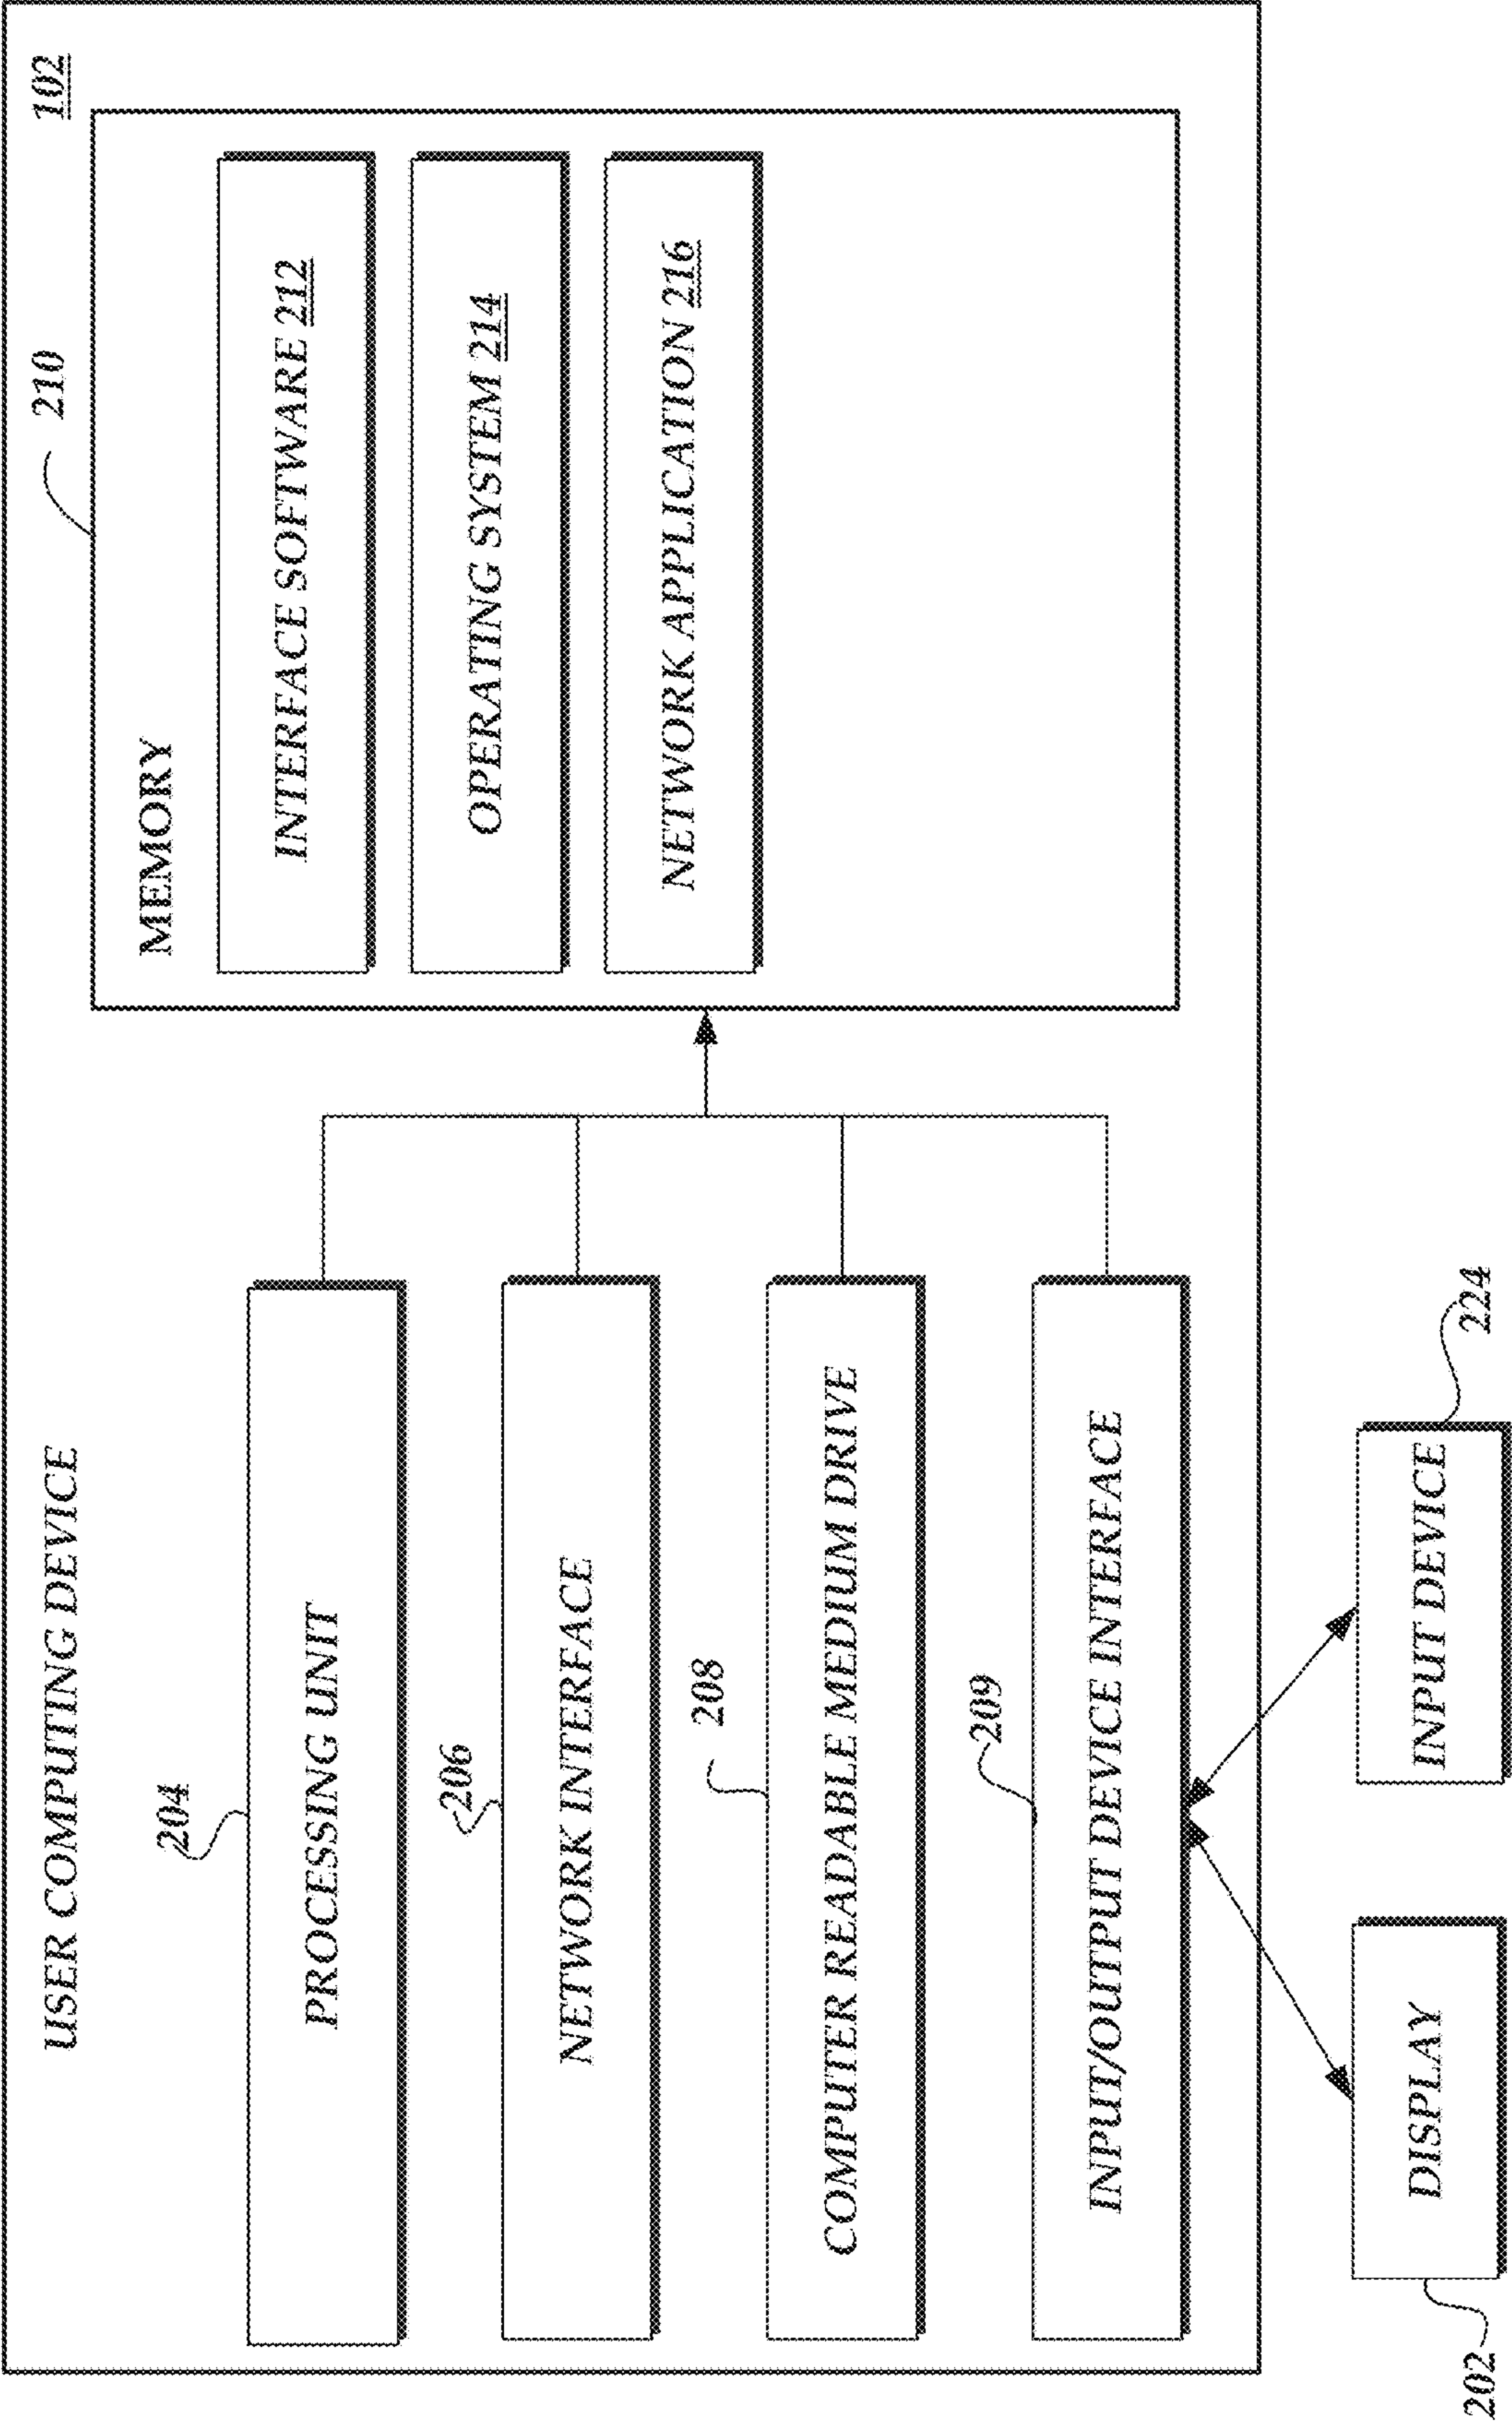 USER COMPUTING DEVICE
102
210
MEMORY
204
PROCESSING UNIT
INTERFACE SOFTWARE 212
206
NETWORK INTERFACE
OPERATING SYSTEM 214
208
COMPUTER READABLE MEDIUM DRIVE
NETWORK APPLICATION 216
209
INPUT/OUTPUT DEVICE INTERFACE
DISPLAY
INPUT DEVICE
202
224